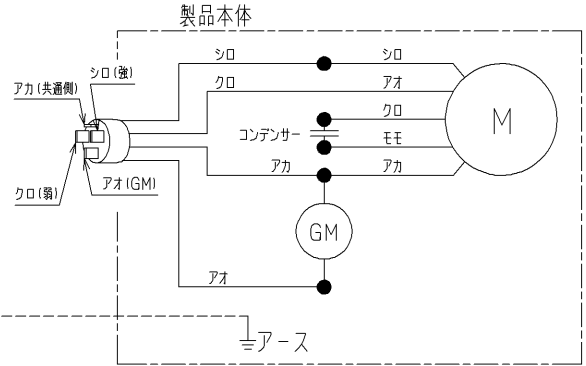 製品本体
シロ
シロ
シロ(強)
アカ(共通側)
クロ
アオ
クロ
M
コンデンサー
モモ
アカ
アカ
アオ(GM)
クロ(弱)
GM
アオ
アース